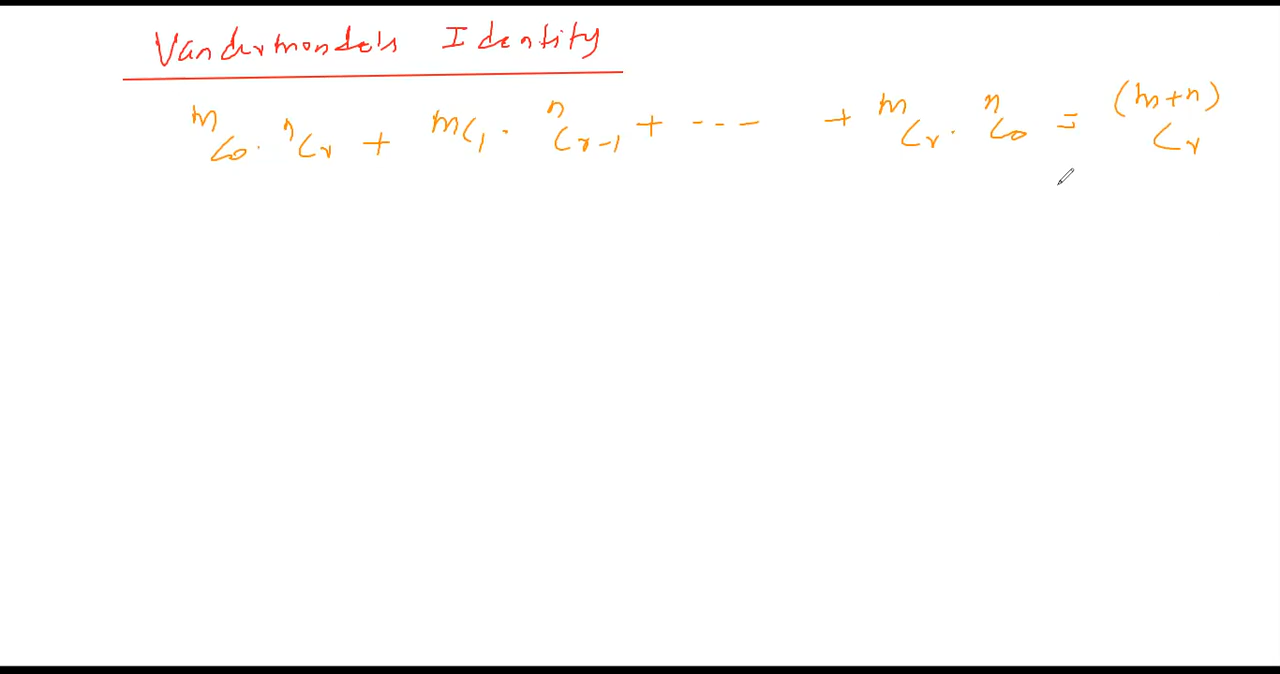 Vandermonde's Identity
ᵐC₀ . ⁿCᵣ + mC₁ . ⁿCᵣ₋₁ + --- + ᵐCᵣ . ⁿC₀ = ⁽ᵐ⁺ⁿ⁾Cᵣ